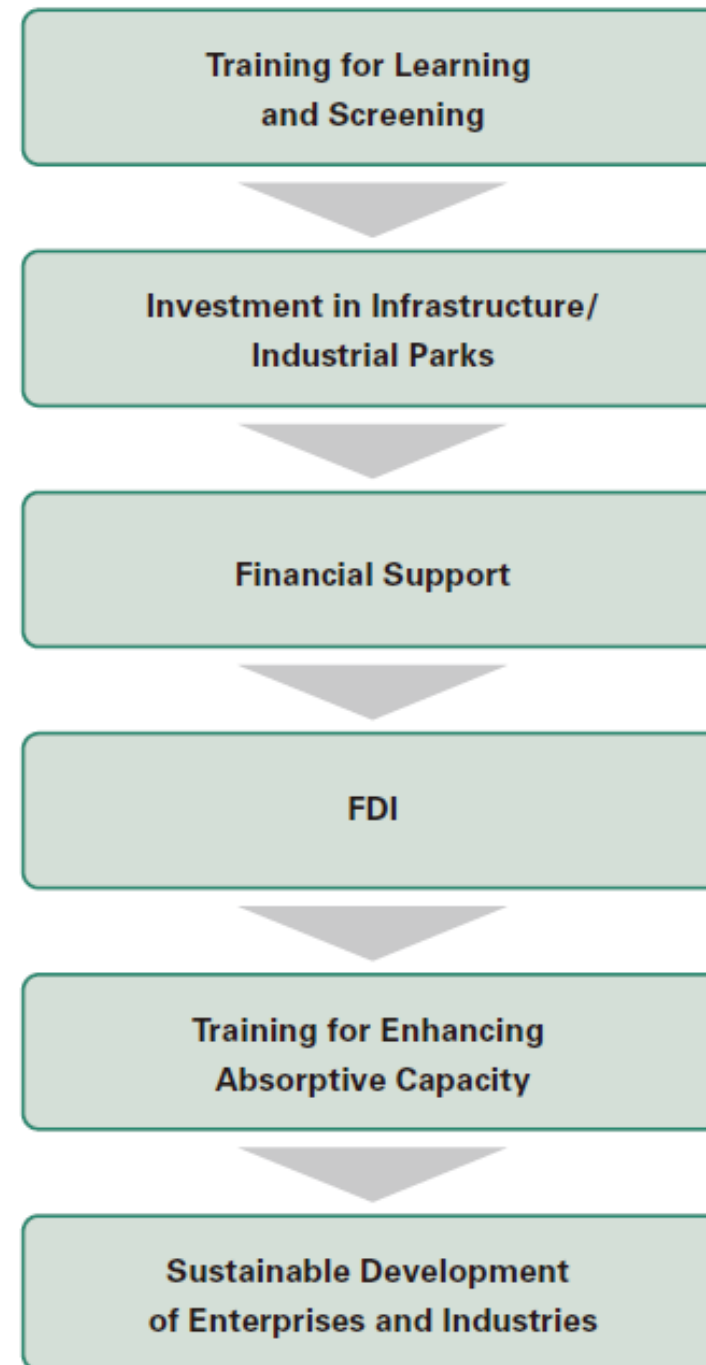 Training for Learning
and Screening
Investment in Infrastructure/
Industrial Parks
Financial Support
FDI
Training for Enhancing
Absorptive Capacity
Sustainable Development
of Enterprises and Industries